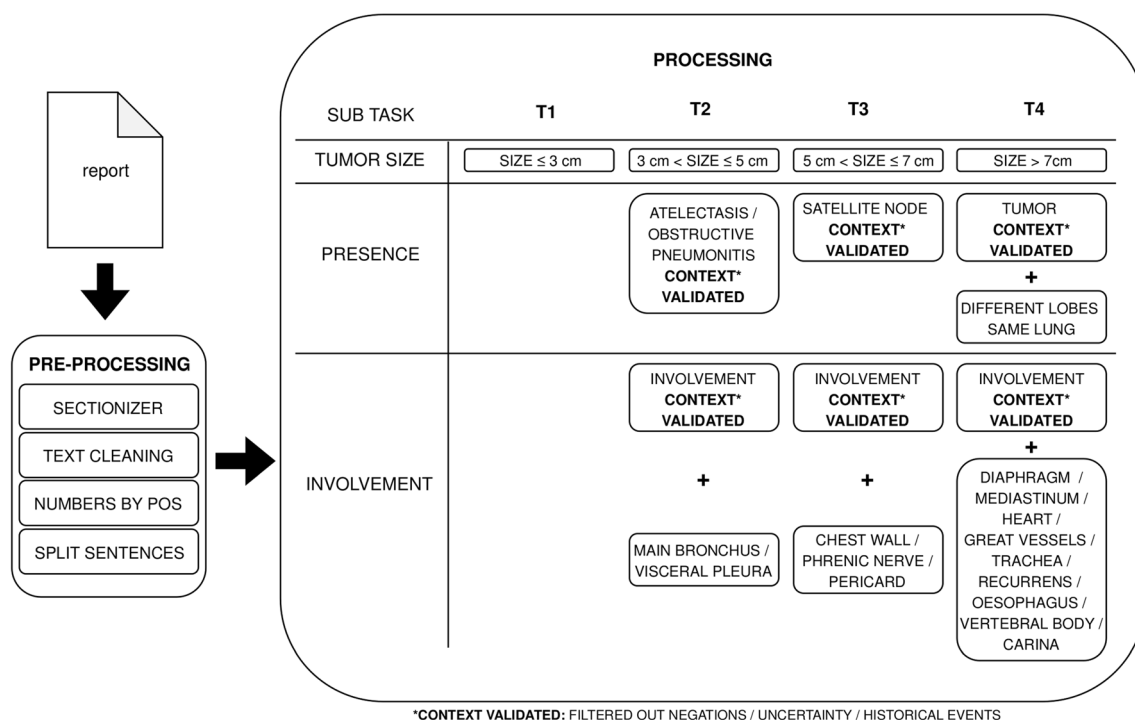 report
PRE-PROCESSING
SECTIONIZER
TEXT CLEANING
NUMBERS BY POS
SPLIT SENTENCES
PROCESSING
SUB TASK
T1
T2
T3
T4
TUMOR SIZE
SIZE ≤ 3 cm
3 cm < SIZE ≤ 5 cm
5 cm < SIZE ≤ 7 cm
SIZE > 7cm
PRESENCE
ATELECTASIS /
OBSTRUCTIVE
PNEUMONITIS
CONTEXT*
VALIDATED
SATELLITE NODE
CONTEXT*
VALIDATED
TUMOR
CONTEXT*
VALIDATED
+
DIFFERENT LOBES
SAME LUNG
INVOLVEMENT
INVOLVEMENT
CONTEXT*
VALIDATED
+
MAIN BRONCHUS /
VISCERAL PLEURA
INVOLVEMENT
CONTEXT*
VALIDATED
+
CHEST WALL /
PHRENIC NERVE /
PERICARD
INVOLVEMENT
CONTEXT*
VALIDATED
+
DIAPHRAGM /
MEDIASTINUM /
HEART /
GREAT VESSELS /
TRACHEA /
RECURRENS /
OESOPHAGUS /
VERTEBRAL BODY /
CARINA
*CONTEXT VALIDATED: FILTERED OUT NEGATIONS / UNCERTAINTY / HISTORICAL EVENTS